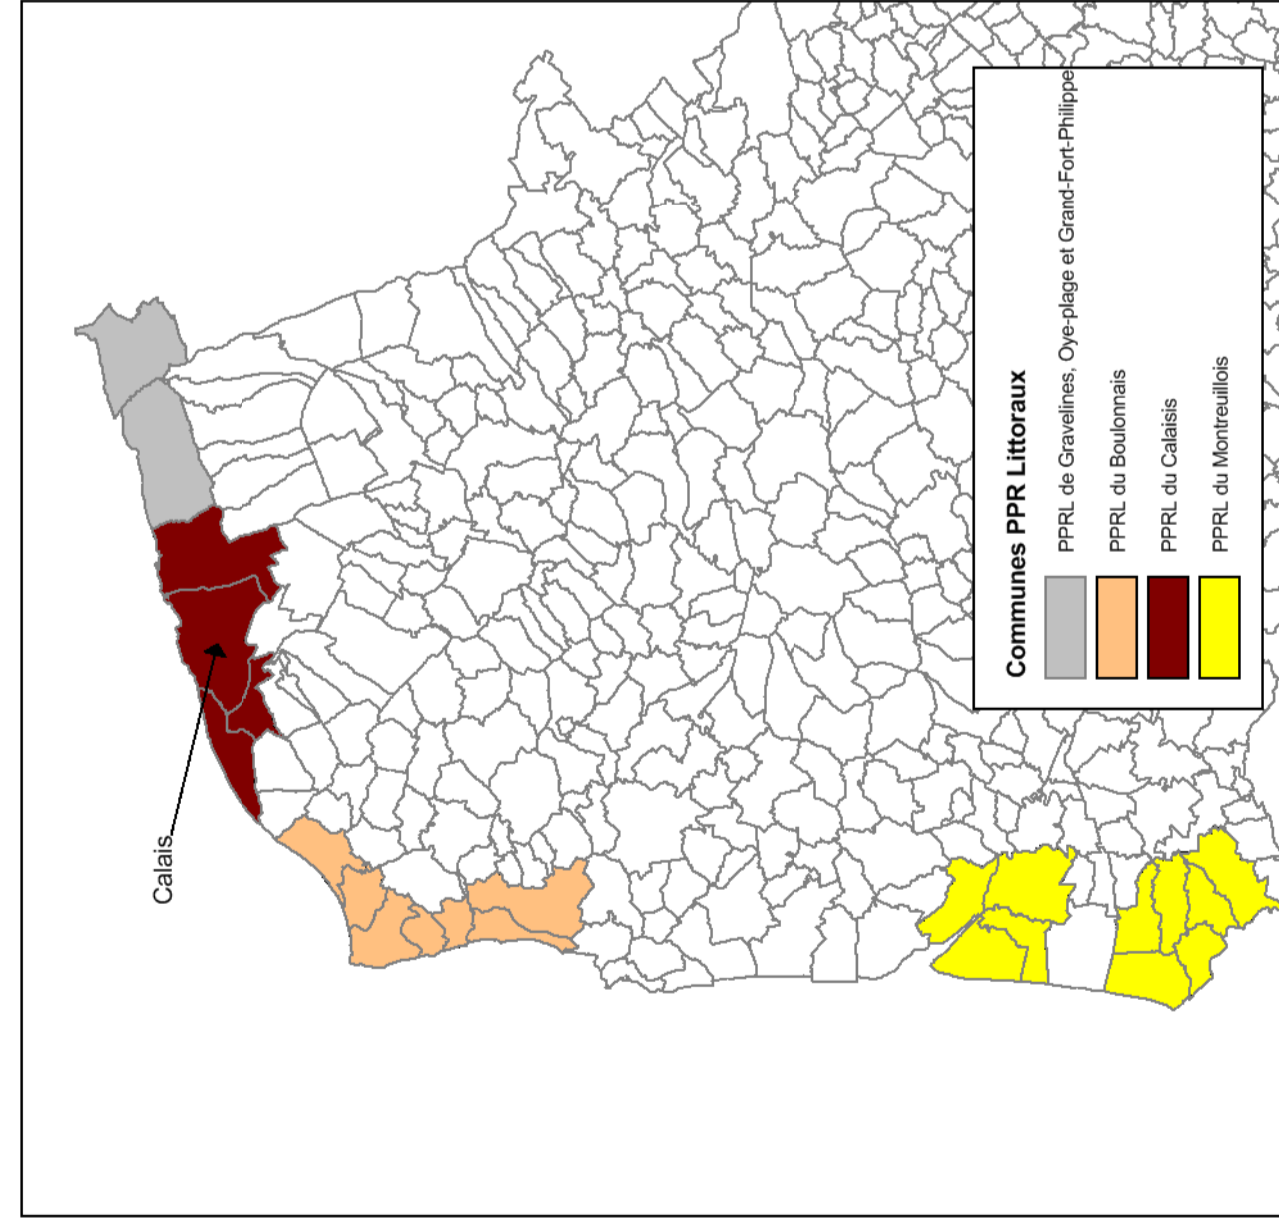 Calais
Communes PPR Littoraux
PPRL de Gravelines, Oye-plage et Grand-Fort-Philippe
PPRL du Boulonnais
PPRL du Calaisis
PPRL du Montreuillois